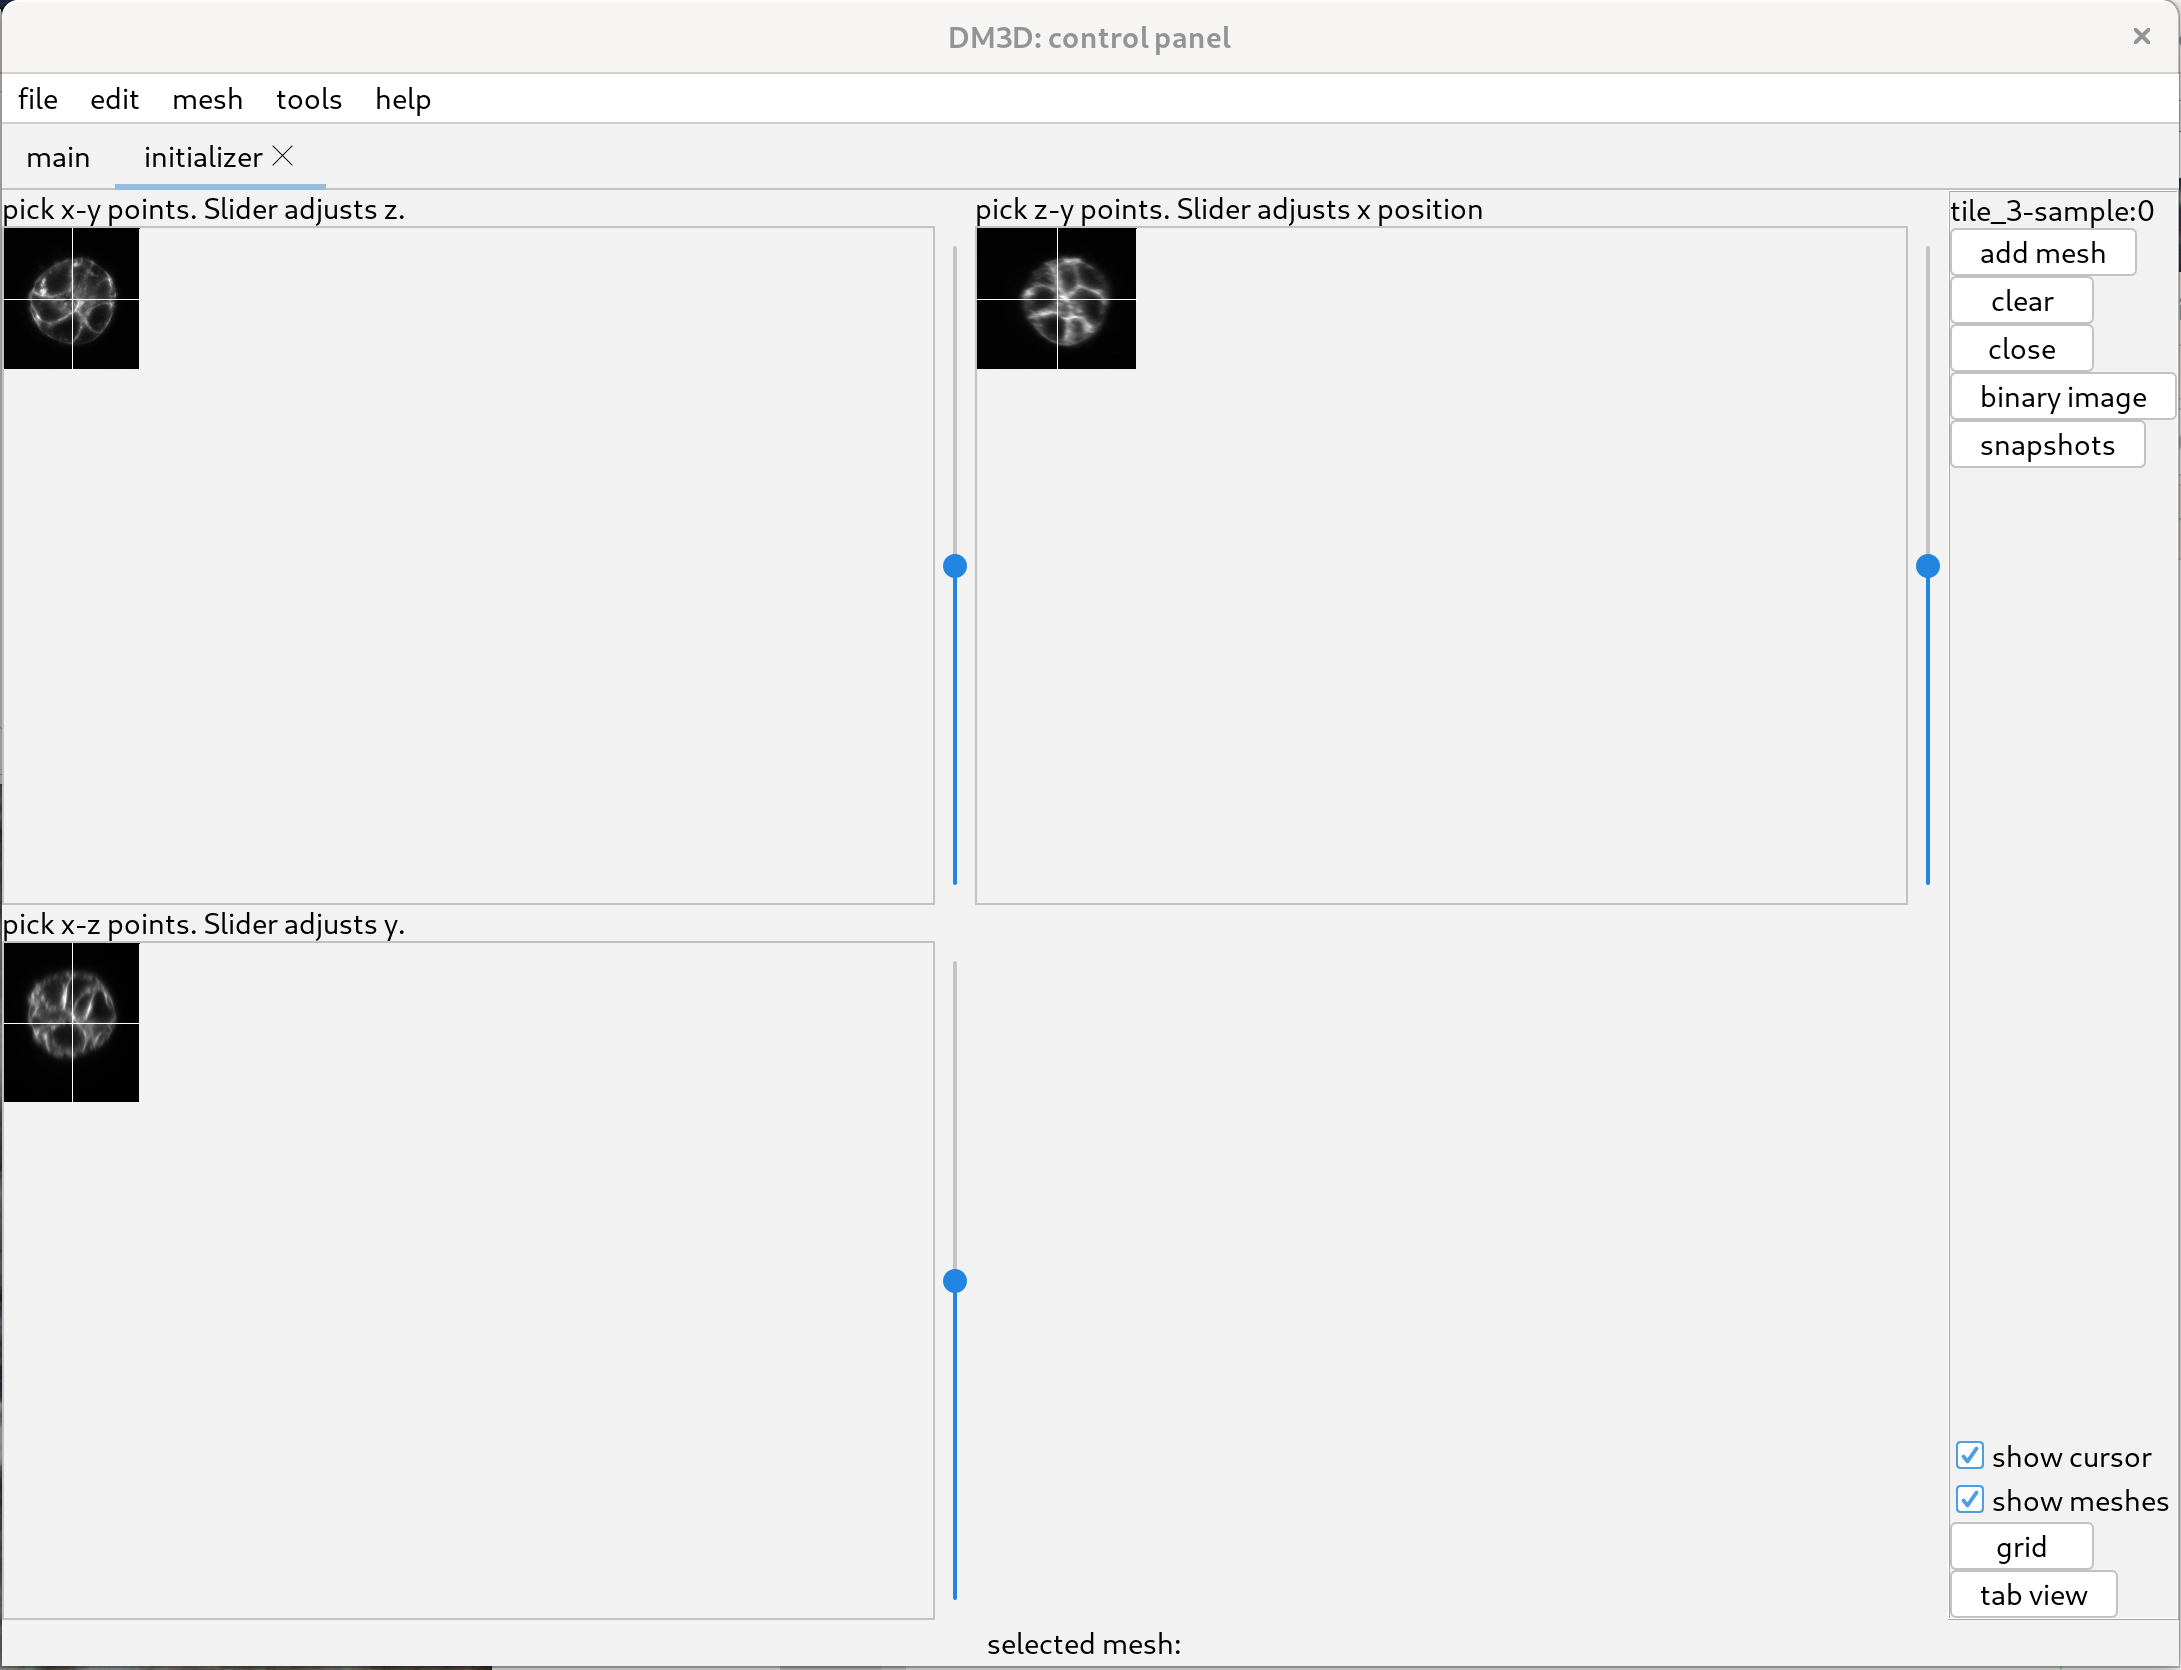 DM3D: control panel
file edit mesh tools help
main initializer
pick x-y points. Slider adjusts z.
pick z-y points. Slider adjusts x position
tile_3-sample:0
add mesh
clear
close
binary image
snapshots
pick x-z points. Slider adjusts y.
show cursor
show meshes
grid
tab view
selected mesh: